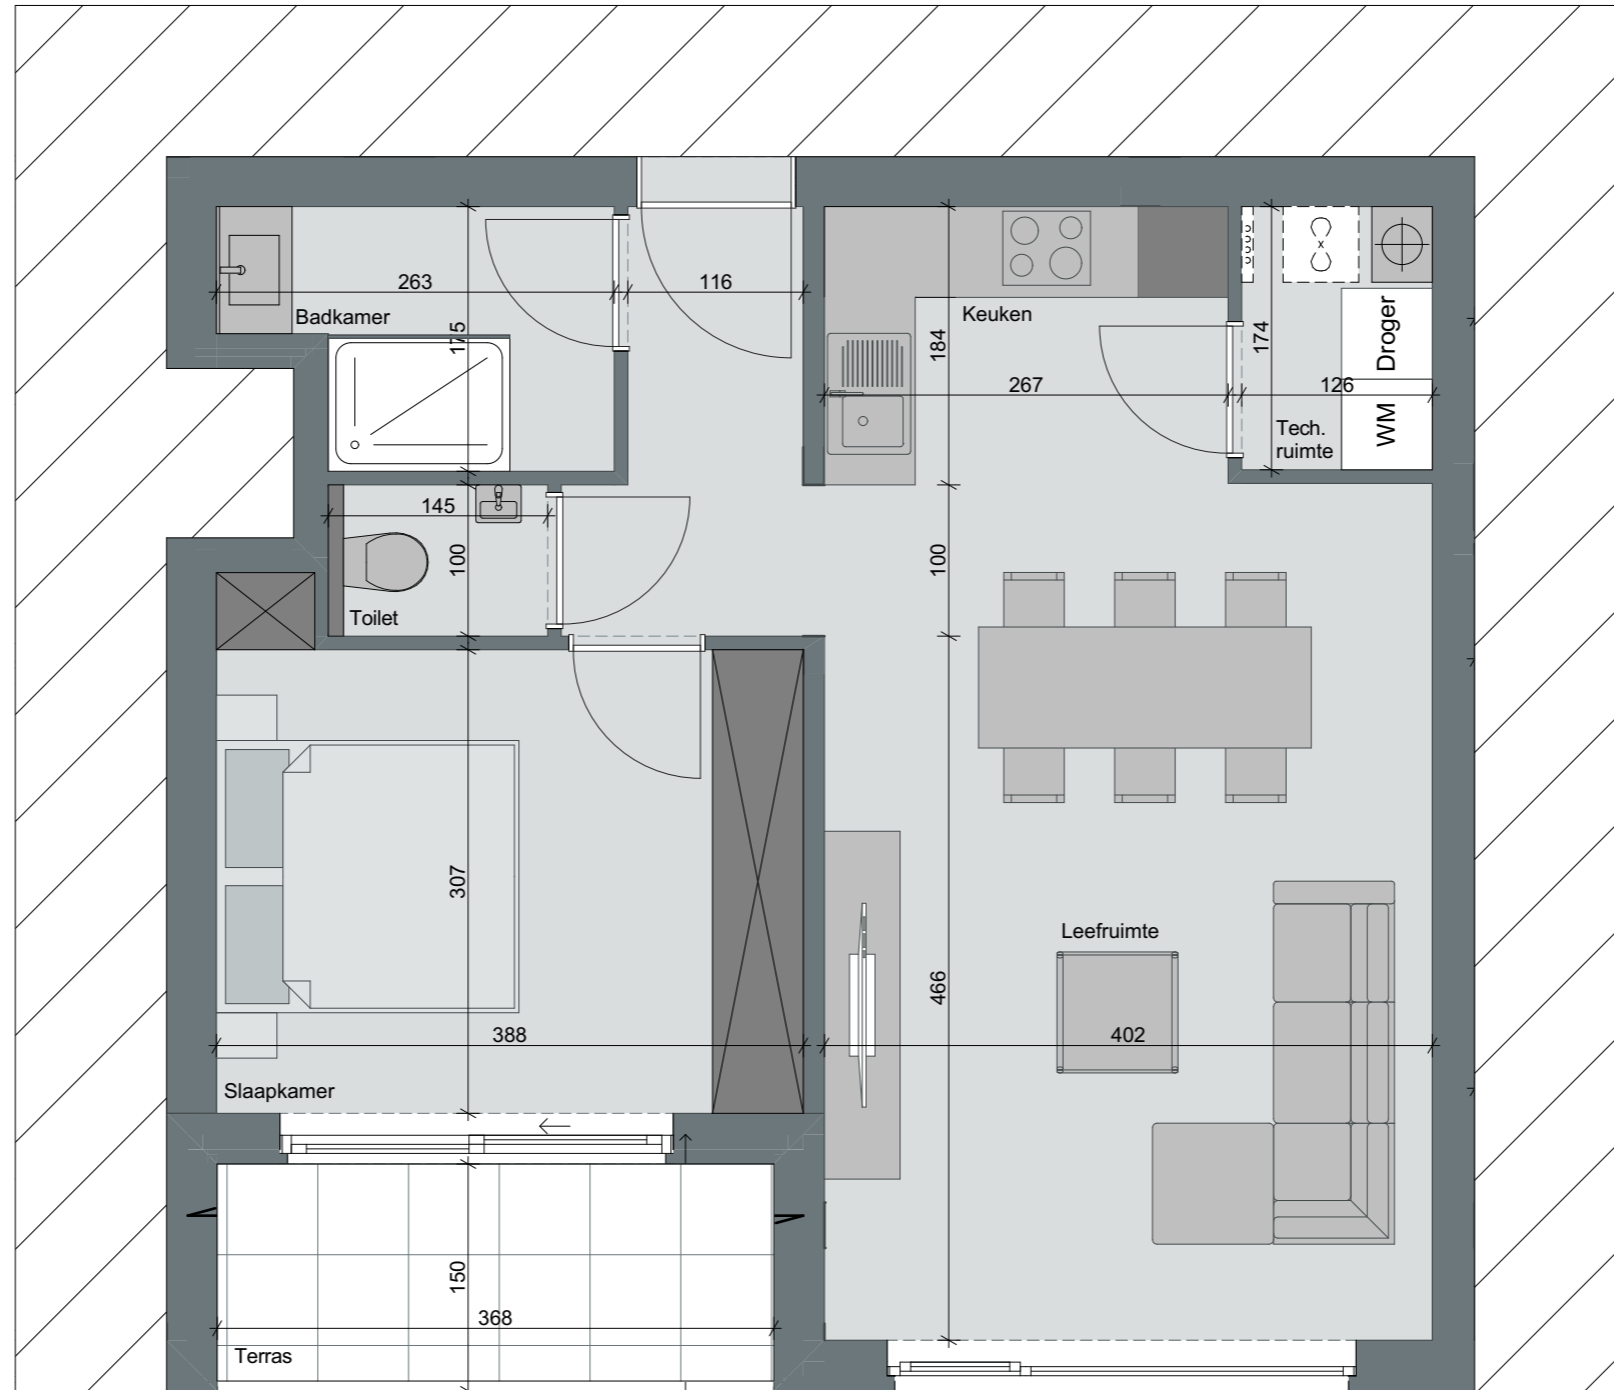 263
116
Badkamer
175
Keuken
184
267
174
126
Droger
WM
Tech.
ruimte
145
100
Toilet
100
307
388
Slaapkamer
Leefruimte
466
402
150
368
Terras